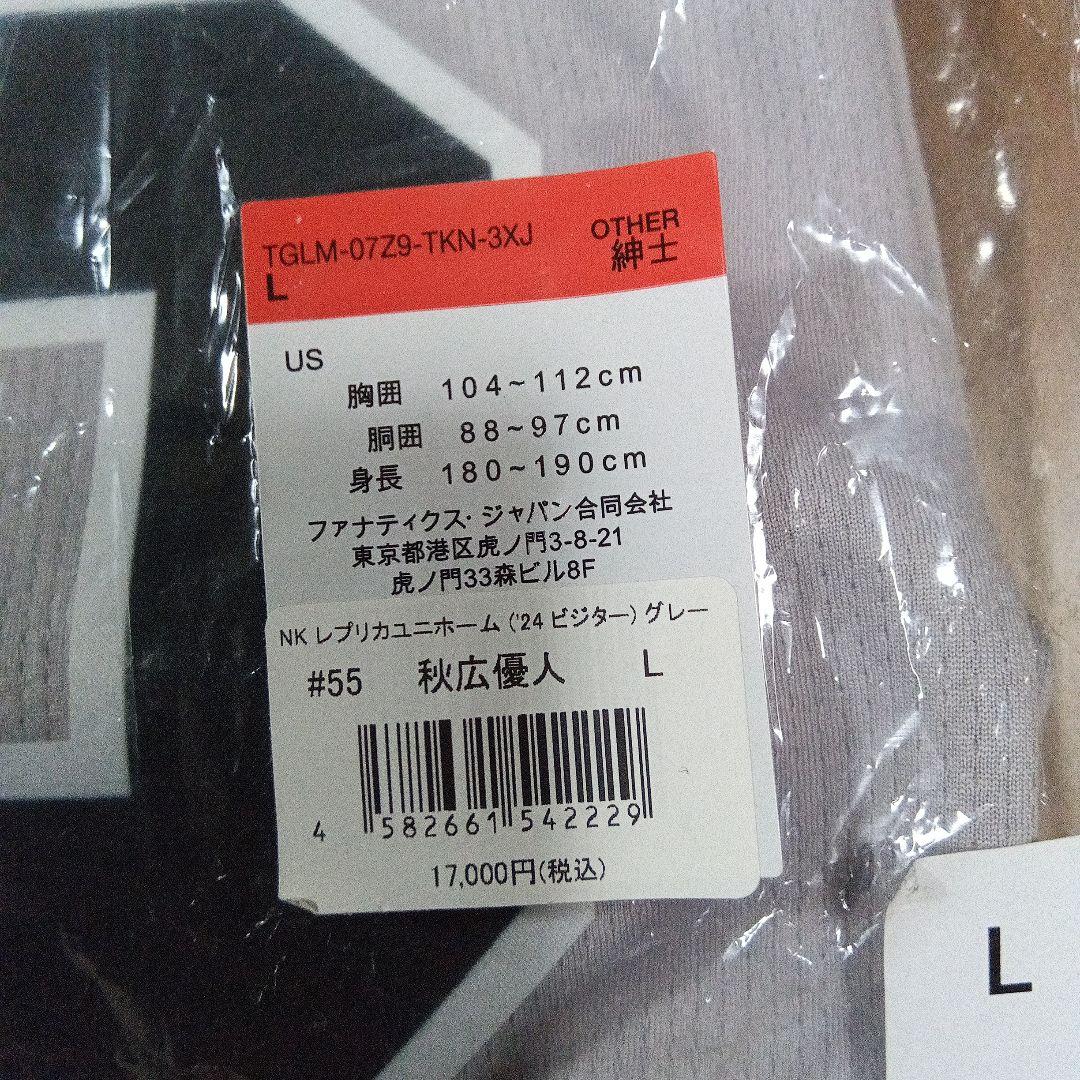 TGLM-07Z9-TKN-3XJ OTHER
L 紳士
US
胸囲 104~112cm
胴囲 88~97cm
身長 180~190cm
ファナティクス・ジャパン合同会社
東京都港区虎ノ門3-8-21
虎ノ門33森ビル8F
NK レプリカユニホーム ('24 ビジター) グレー
#55 秋広優人 L
4 582661 542229
17,000円(税込)
L